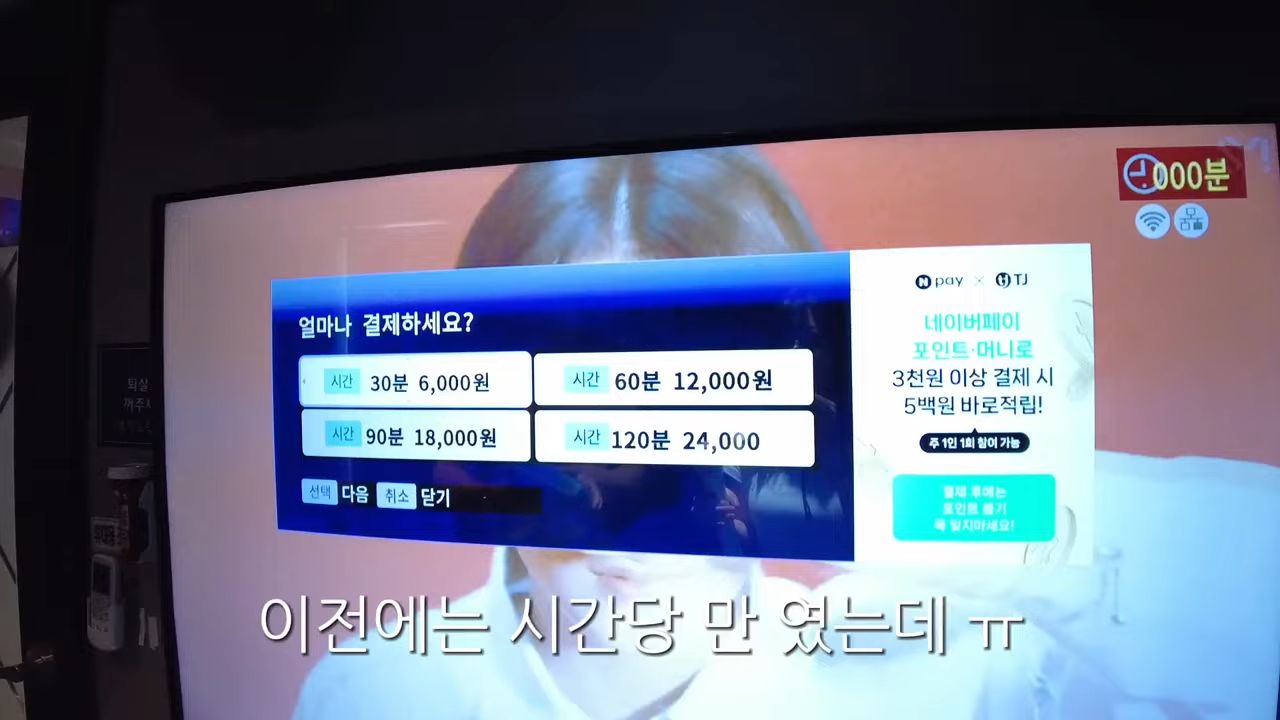 000분
얼마나 결제하세요?
시간 30분 6,000원
시간 60분 12,000원
시간 90분 18,000원
시간 120분 24,000
선택 다음 취소 닫기
N pay × TJ
네이버페이
포인트·머니로
3천원 이상 결제 시
5백원 바로적립!
주 1인 1회 참여 가능
결제 후에는
포인트 뽑기
꼭 잊지마세요!
퇴실
꺼주시
이전에는 시간당 만 였는데 ㅠ